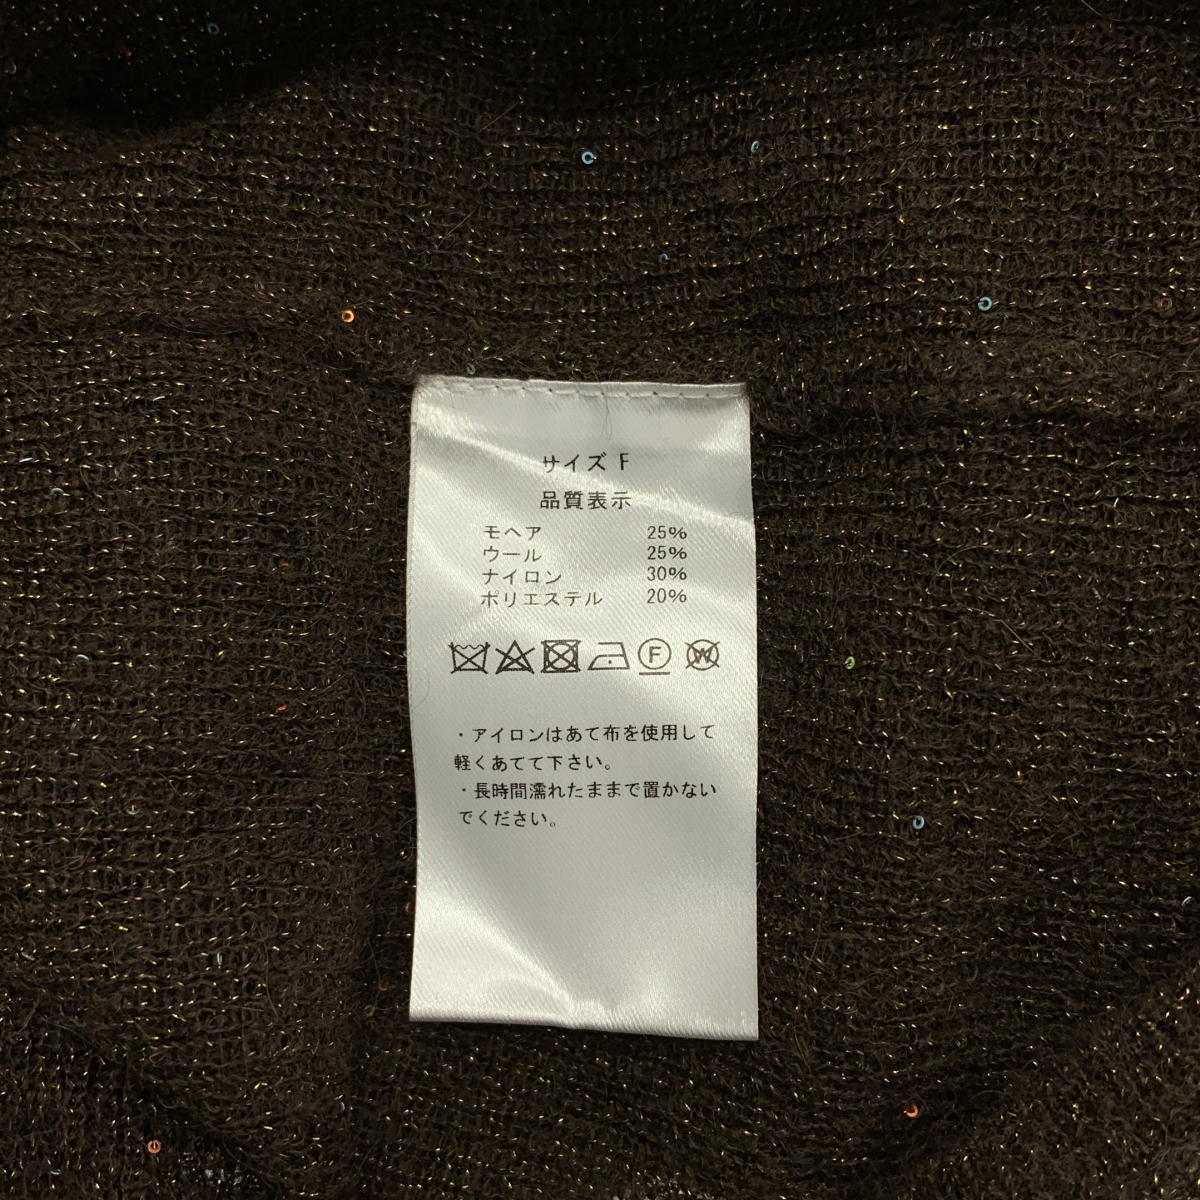 サイズ F
品質表示
モヘア 25%
ウール 25%
ナイロン 30%
ポリエステル 20%
F W
・アイロンはあて布を使用して
軽くあてて下さい。
・長時間濡れたままで置かない
でください。